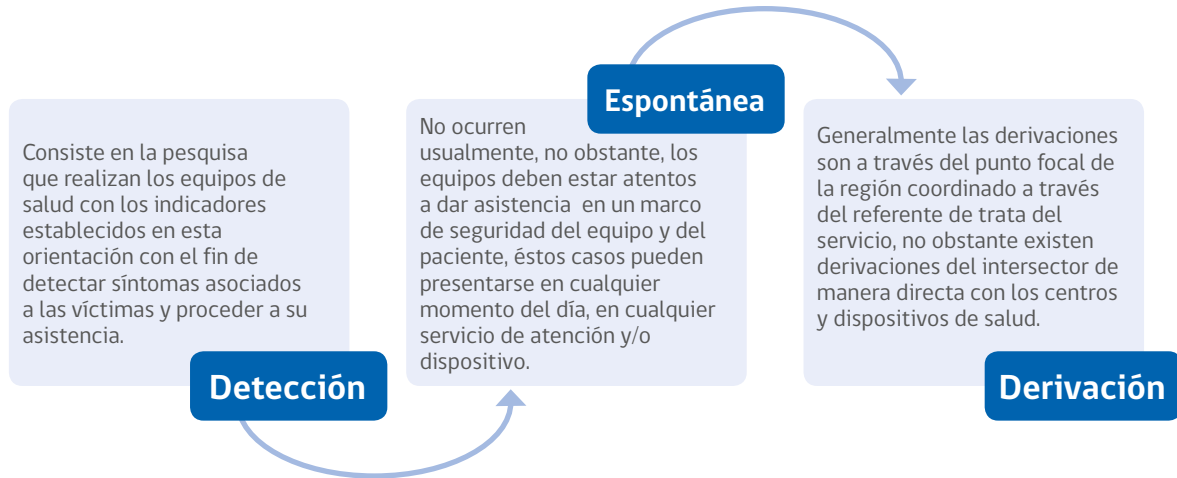 Consiste en la pesquisa
que realizan los equipos de
salud con los indicadores
establecidos en esta
orientación con el fin de
detectar síntomas asociados
a las víctimas y proceder a su
asistencia.
Detección
Espontánea
No ocurren
usualmente, no obstante, los
equipos deben estar atentos
a dar asistencia en un marco
de seguridad del equipo y del
paciente, éstos casos pueden
presentarse en cualquier
momento del día, en cualquier
servicio de atención y/o
dispositivo.
Generalmente las derivaciones
son a través del punto focal de
la región coordinado a través
del referente de trata del
servicio, no obstante existen
derivaciones del intersector de
manera directa con los centros
y dispositivos de salud.
Derivación